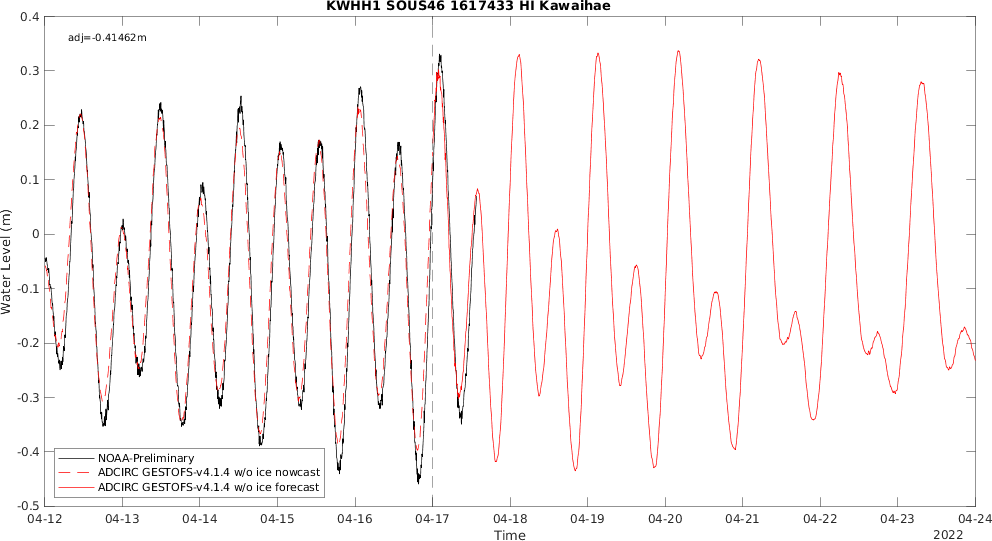 KWHH1 SOUS46 1617433 HI Kawaihae
adj=-0.41462m
0.4
0.3
0.2
0.1
0
-0.1
-0.2
-0.3
-0.4
-0.5
Water Level (m)
NOAA-Preliminary
ADCIRC GESTOFS-v4.1.4 w/o ice nowcast
ADCIRC GESTOFS-v4.1.4 w/o ice forecast
04-12 04-13 04-14 04-15 04-16 04-17 04-18 04-19 04-20 04-21 04-22 04-23 04-24
Time
2022